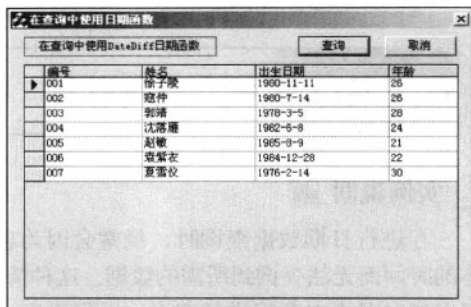 在查询中使用日期函数
在查询中使用DateDiff日期函数 查询 取消
编号 姓名 出生日期 年龄
001 徐子陵 1980-11-11 26
002 寇仲 1980-7-14 26
003 郭靖 1978-3-5 28
004 沈落雁 1982-6-8 24
005 赵敏 1985-8-9 21
006 袁紫衣 1984-12-28 22
007 夏雪仪 1976-2-14 30